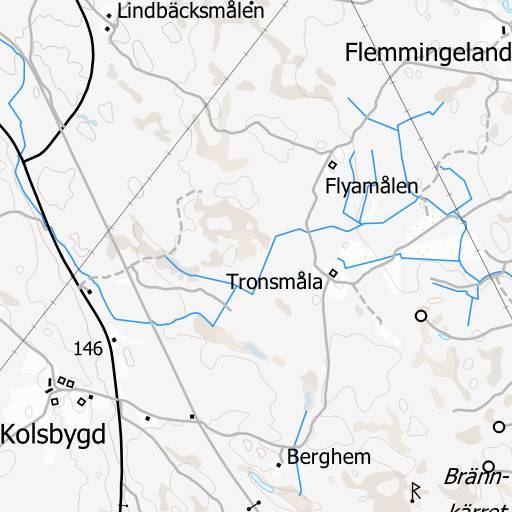 Lindbäcksmålen
Flemmingeland
Flyamålen
Tronsmåla
146
Kolsbygd
Berghem
Bränn-
kärret